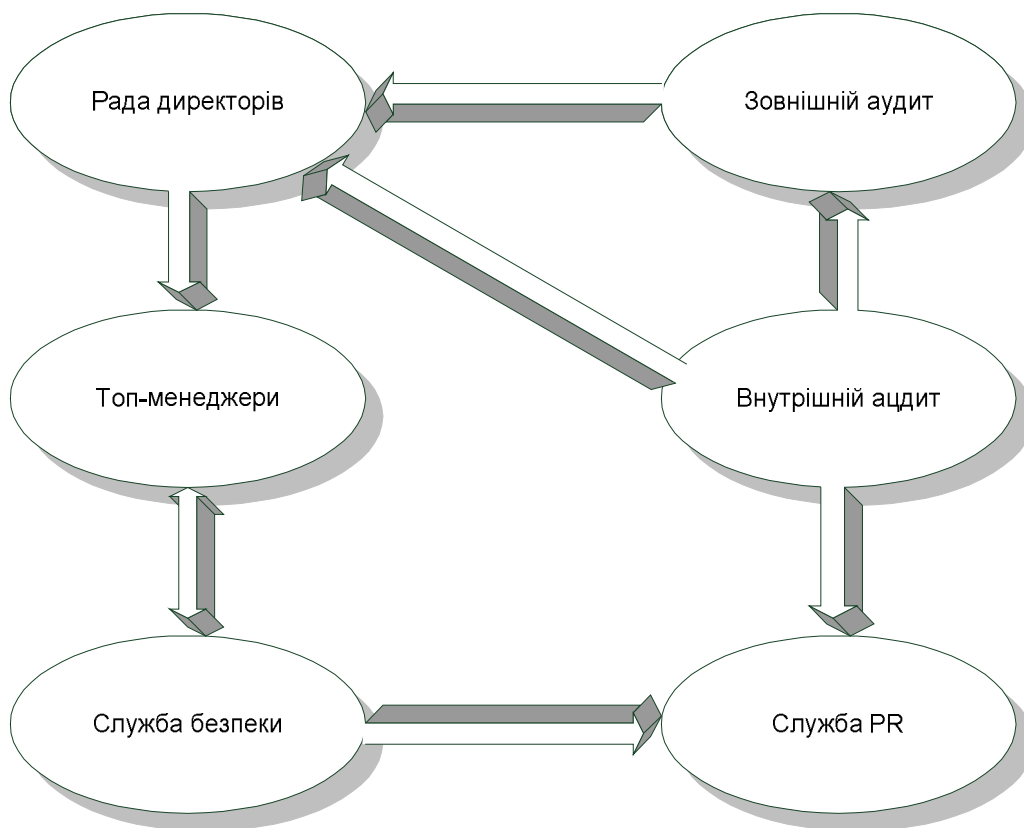 Рада директорів
Зовнішній аудит
Топ-менеджери
Внутрішній ацдит
Служба безпеки
Служба PR